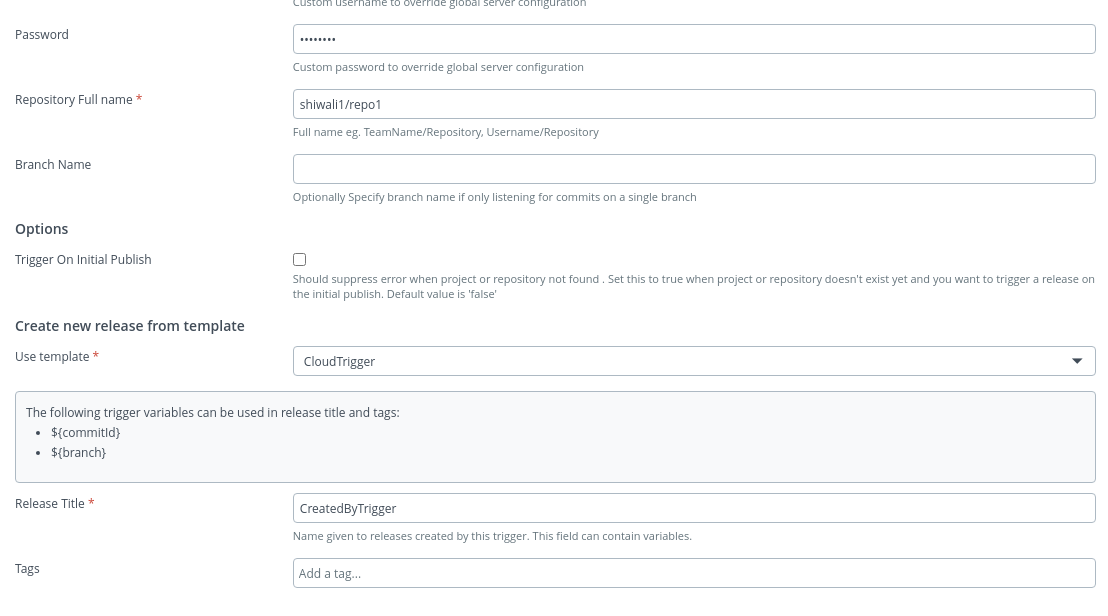 Custom username to override global server configuration
Password
••••••••
Custom password to override global server configuration
Repository Full name *
shiwali1/repo1
Full name eg. TeamName/Repository, Username/Repository
Branch Name
Optionally Specify branch name if only listening for commits on a single branch
Options
Trigger On Initial Publish
Should suppress error when project or repository not found . Set this to true when project or repository doesn't exist yet and you want to trigger a release on
the initial publish. Default value is 'false'
Create new release from template
Use template *
CloudTrigger
The following trigger variables can be used in release title and tags:
• ${commitId}
• ${branch}
Release Title *
CreatedByTrigger
Name given to releases created by this trigger. This field can contain variables.
Tags
Add a tag...